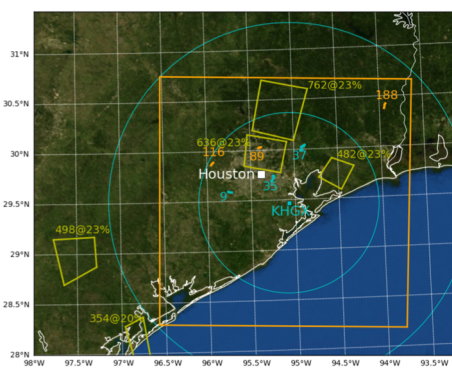 31°N
30.5°N
30°N
29.5°N
29°N
28.5°N
28°N
762@23%
188
636@23%
116
89
37
482@23%
Houston
35
9
KHGX
498@23%
354@20%
98°W
97.5°W
97°W
96.5°W
96°W
95.5°W
95°W
94.5°W
94°W
93.5°W